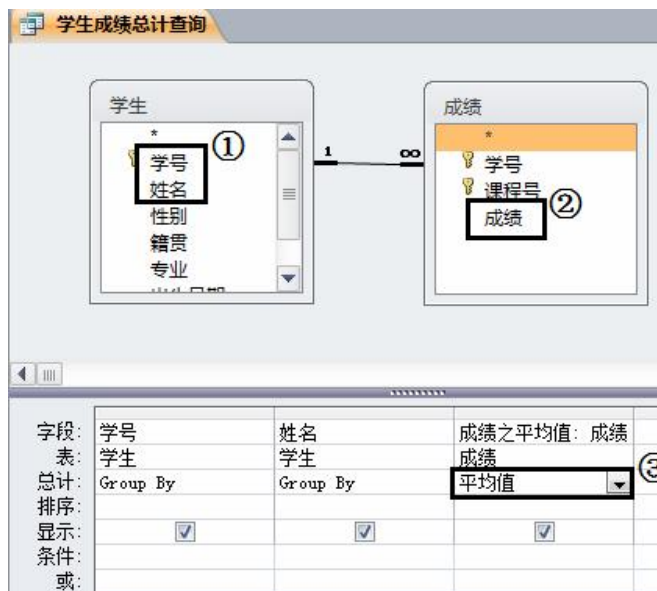 学生成绩总计查询
学生
*
学号
姓名
性别
籍贯
专业
①
1
∞
成绩
*
学号
课程号
成绩
②
字段: 学号 姓名 成绩之平均值: 成绩
表: 学生 学生 成绩
总计: Group By Group By 平均值
③
排序:
显示:
条件:
或: